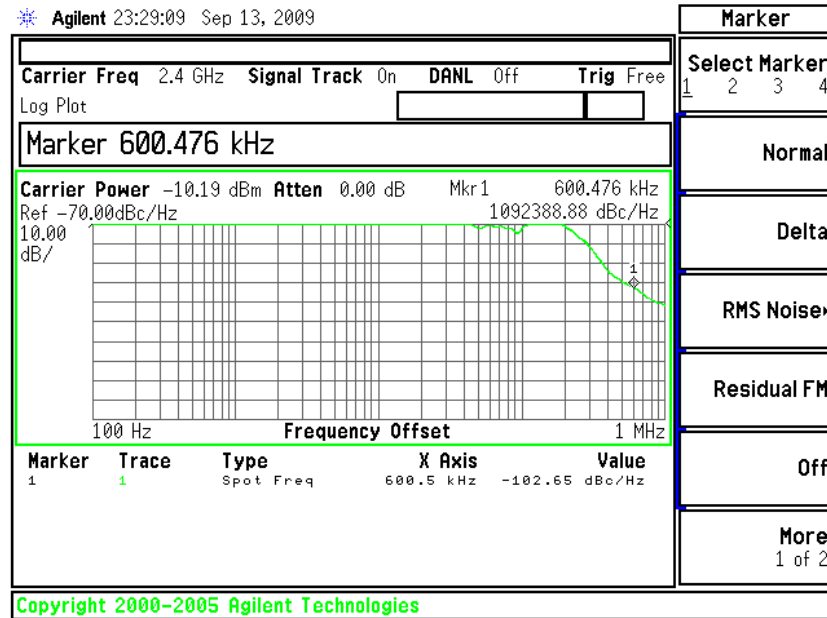 Agilent 23:29:09 Sep 13, 2009
Marker
Carrier Freq 2.4 GHz Signal Track On DANL Off Trig Free
Log Plot
Marker 600.476 kHz
Carrier Power -10.19 dBm Atten 0.00 dB Mkr1 600.476 kHz
Ref -70.00dBc/Hz 1092388.88 dBc/Hz
10.00
dB/
1
100 Hz Frequency Offset 1 MHz
Marker Trace Type X Axis Value
1 1 Spot Freq 600.5 kHz -102.65 dBc/Hz
Select Marker
1 2 3 4
Normal
Delta
RMS Noise
Residual FM
Off
More
1 of 2
Copyright 2000-2005 Agilent Technologies